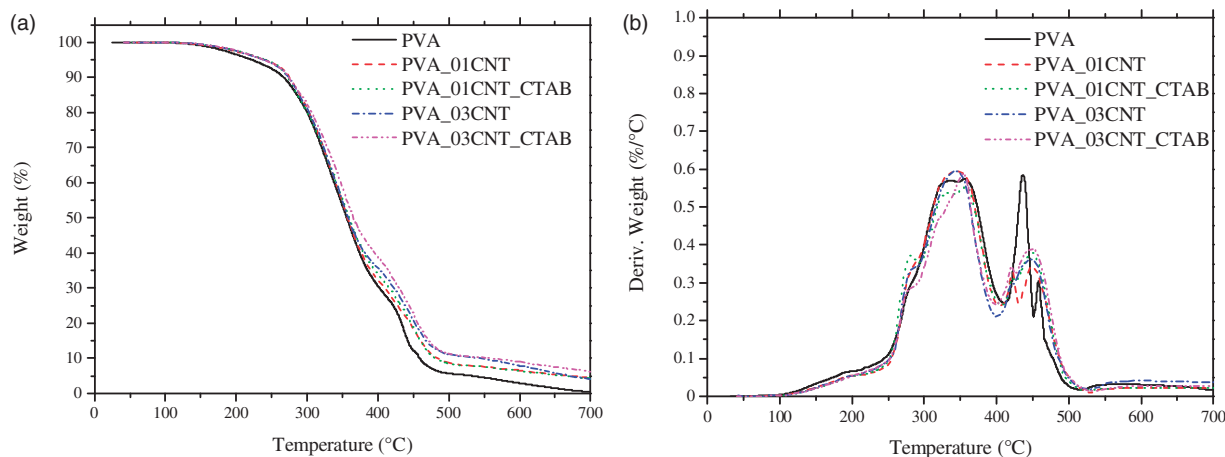 (a)
100
90
80
70
60
50
40
30
20
10
0
Weight (%)
0 100 200 300 400 500 600 700
Temperature (°C)
PVA
PVA_01CNT
PVA_01CNT_CTAB
PVA_03CNT
PVA_03CNT_CTAB
(b)
1.0
0.9
0.8
0.7
0.6
0.5
0.4
0.3
0.2
0.1
0
Deriv. Weight (%/°C)
0 100 200 300 400 500 600 700
Temperature (°C)
PVA
PVA_01CNT
PVA_01CNT_CTAB
PVA_03CNT
PVA_03CNT_CTAB